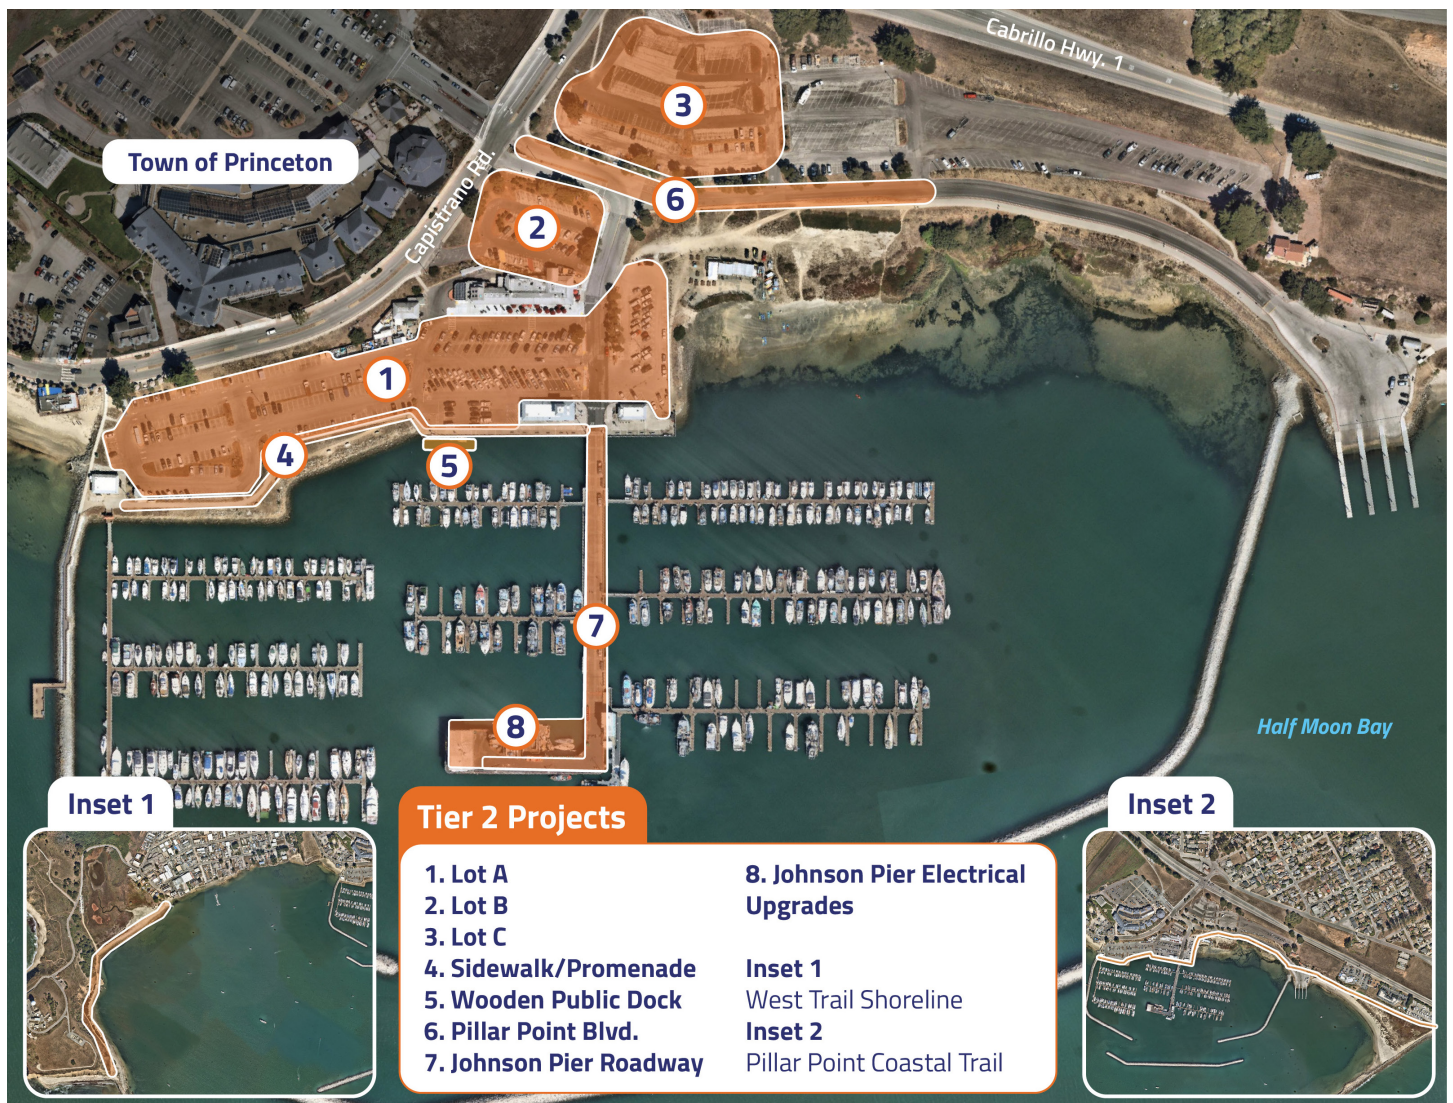 Cabrillo Hwy. 1
3
Town of Princeton
Capistrano Rd.
6
2
1
4
5
7
8
Half Moon Bay
Inset 1
Inset 2
Tier 2 Projects
1. Lot A
2. Lot B
3. Lot C
4. Sidewalk/Promenade
5. Wooden Public Dock
6. Pillar Point Blvd.
7. Johnson Pier Roadway
8. Johnson Pier Electrical
Upgrades
Inset 1
West Trail Shoreline
Inset 2
Pillar Point Coastal Trail